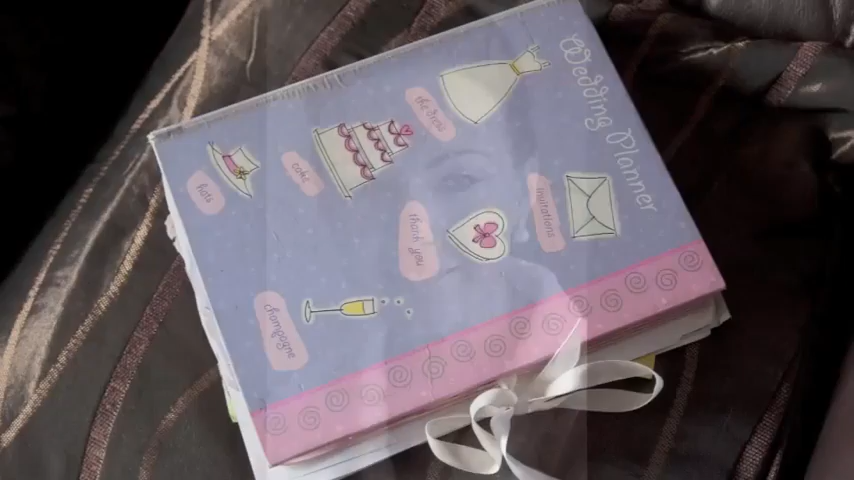 Wedding Planner
the dress
cake
hats
invitations
thank you
champagne